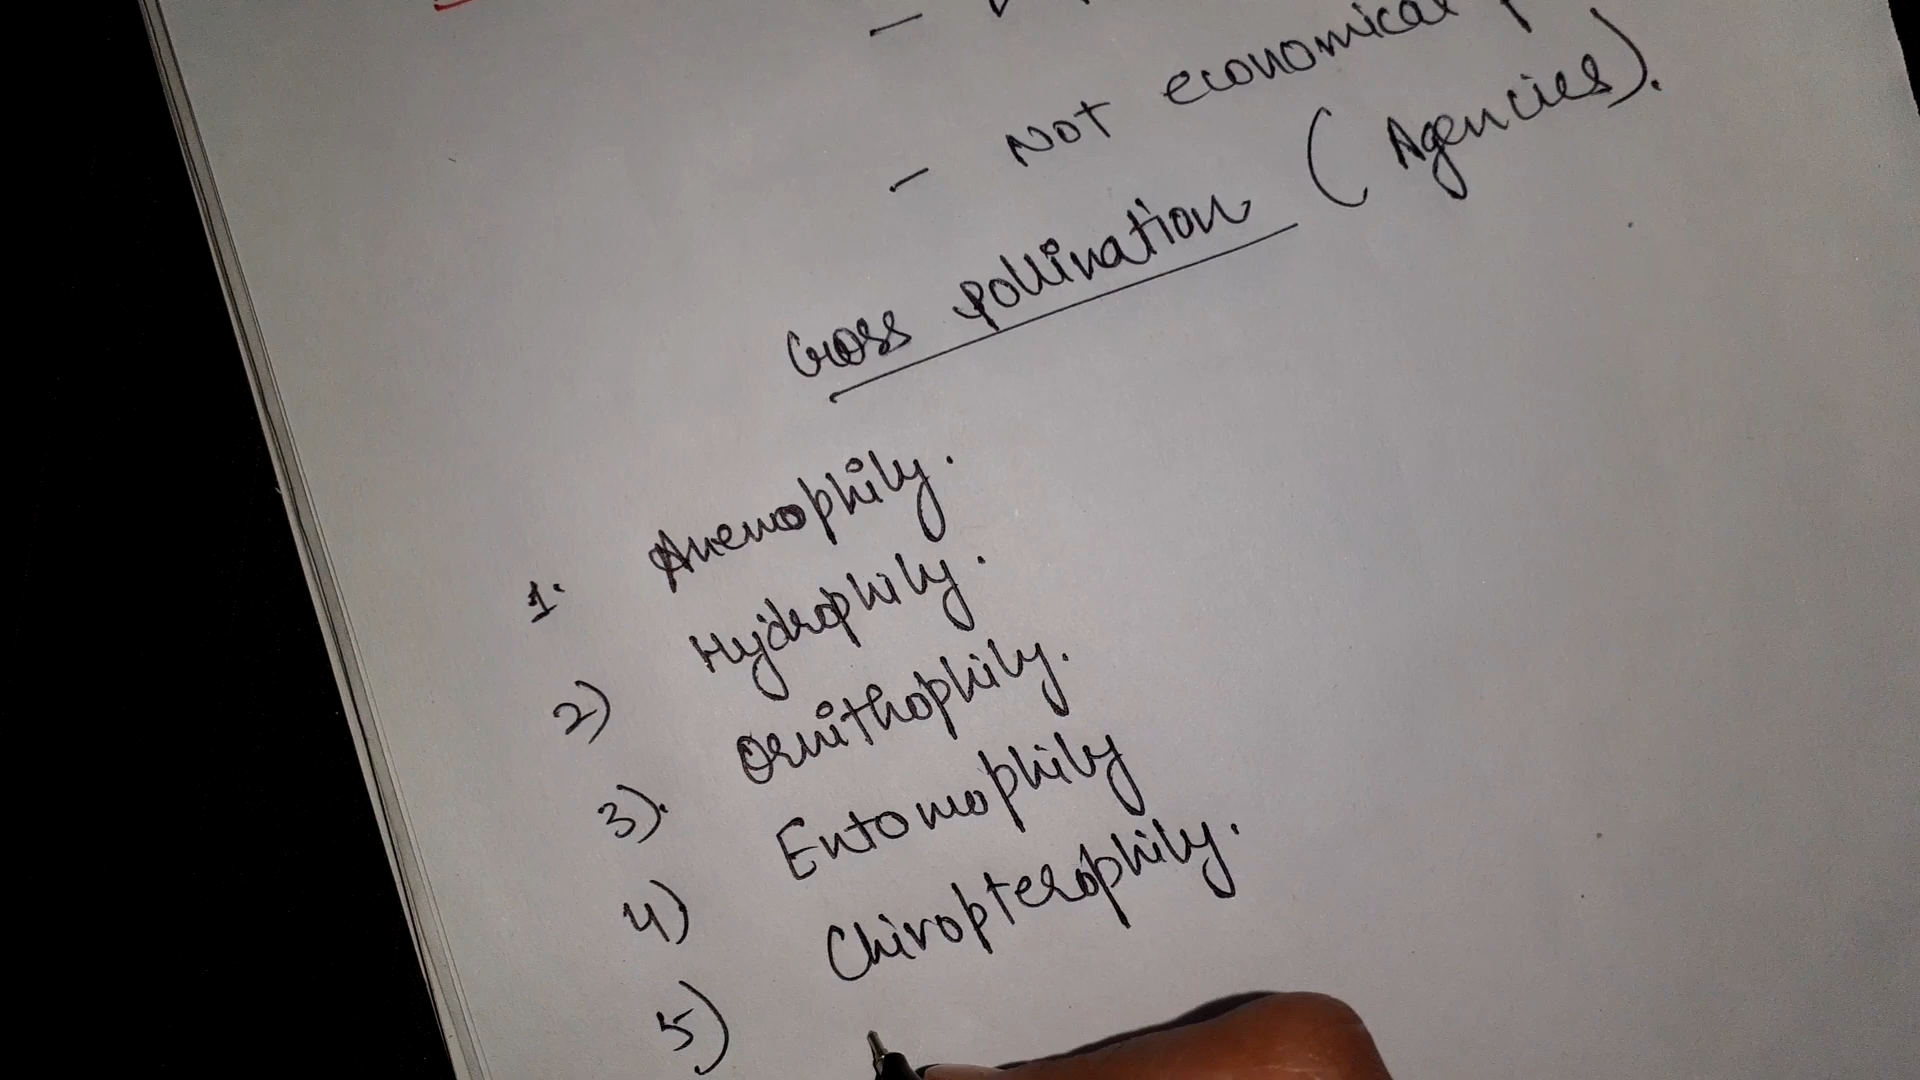 - Not economical
Cross pollination (Agencies).
1. Anemophily.
2) Hydrophily.
3). Ornithophily.
4) Entomophily
5) Chiropterophily.